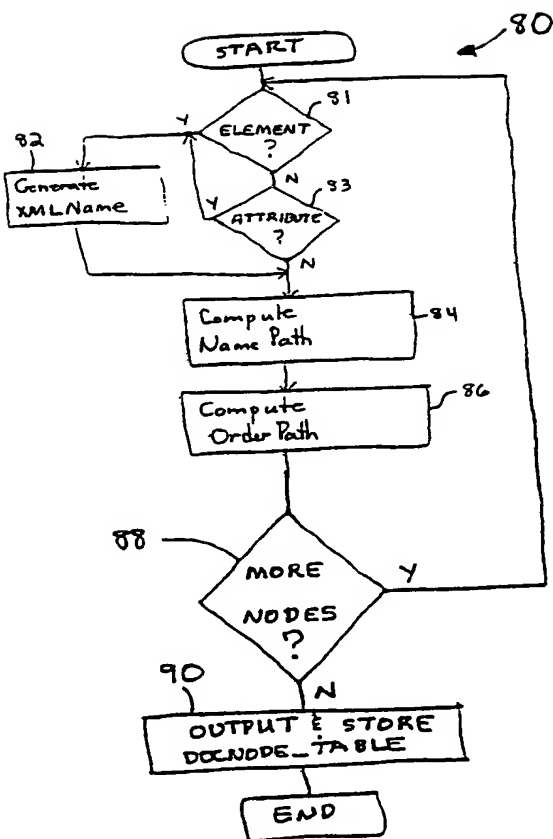 80
START
81
ELEMENT
?
Y
N
82
Generate
XMLName
83
ATTRIBUTE
?
Y
N
Compute
Name Path
84
Compute
Order Path
86
88
MORE
NODES
?
Y
N
90
OUTPUT & STORE
DOCNODE_TABLE
END